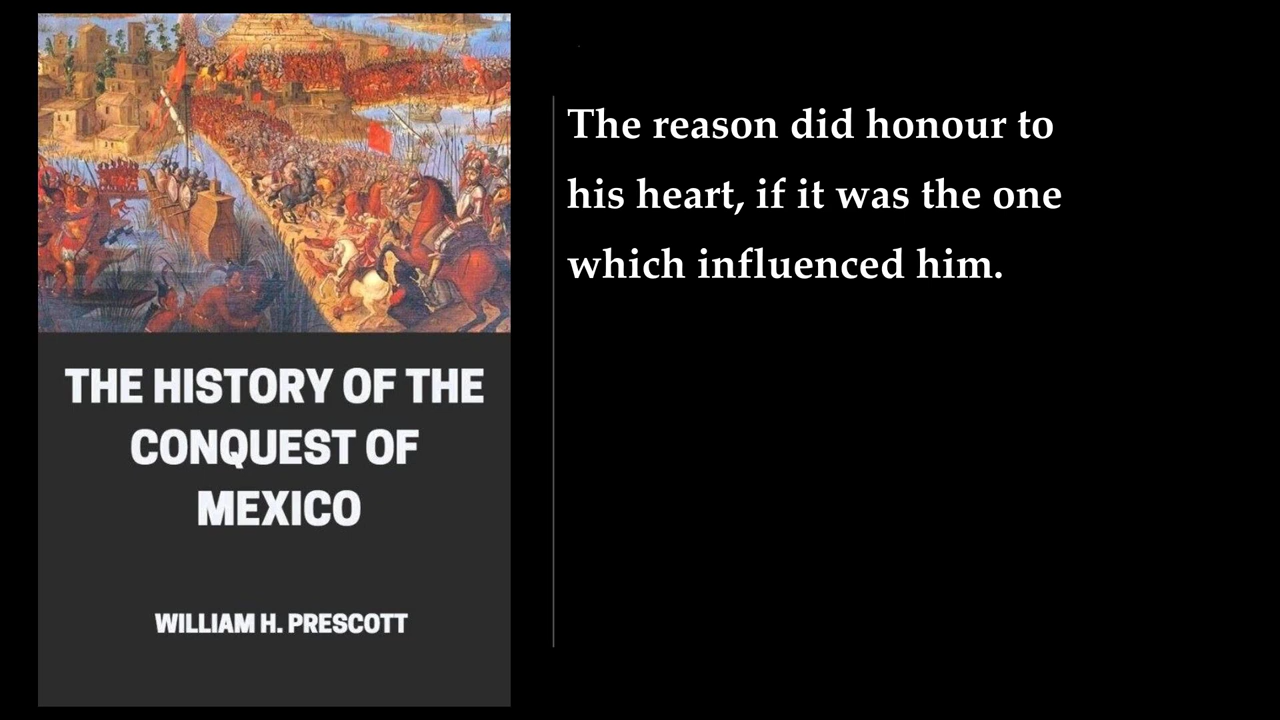 THE HISTORY OF THE
CONQUEST OF
MEXICO
WILLIAM H. PRESCOTT
The reason did honour to
his heart, if it was the one
which influenced him.